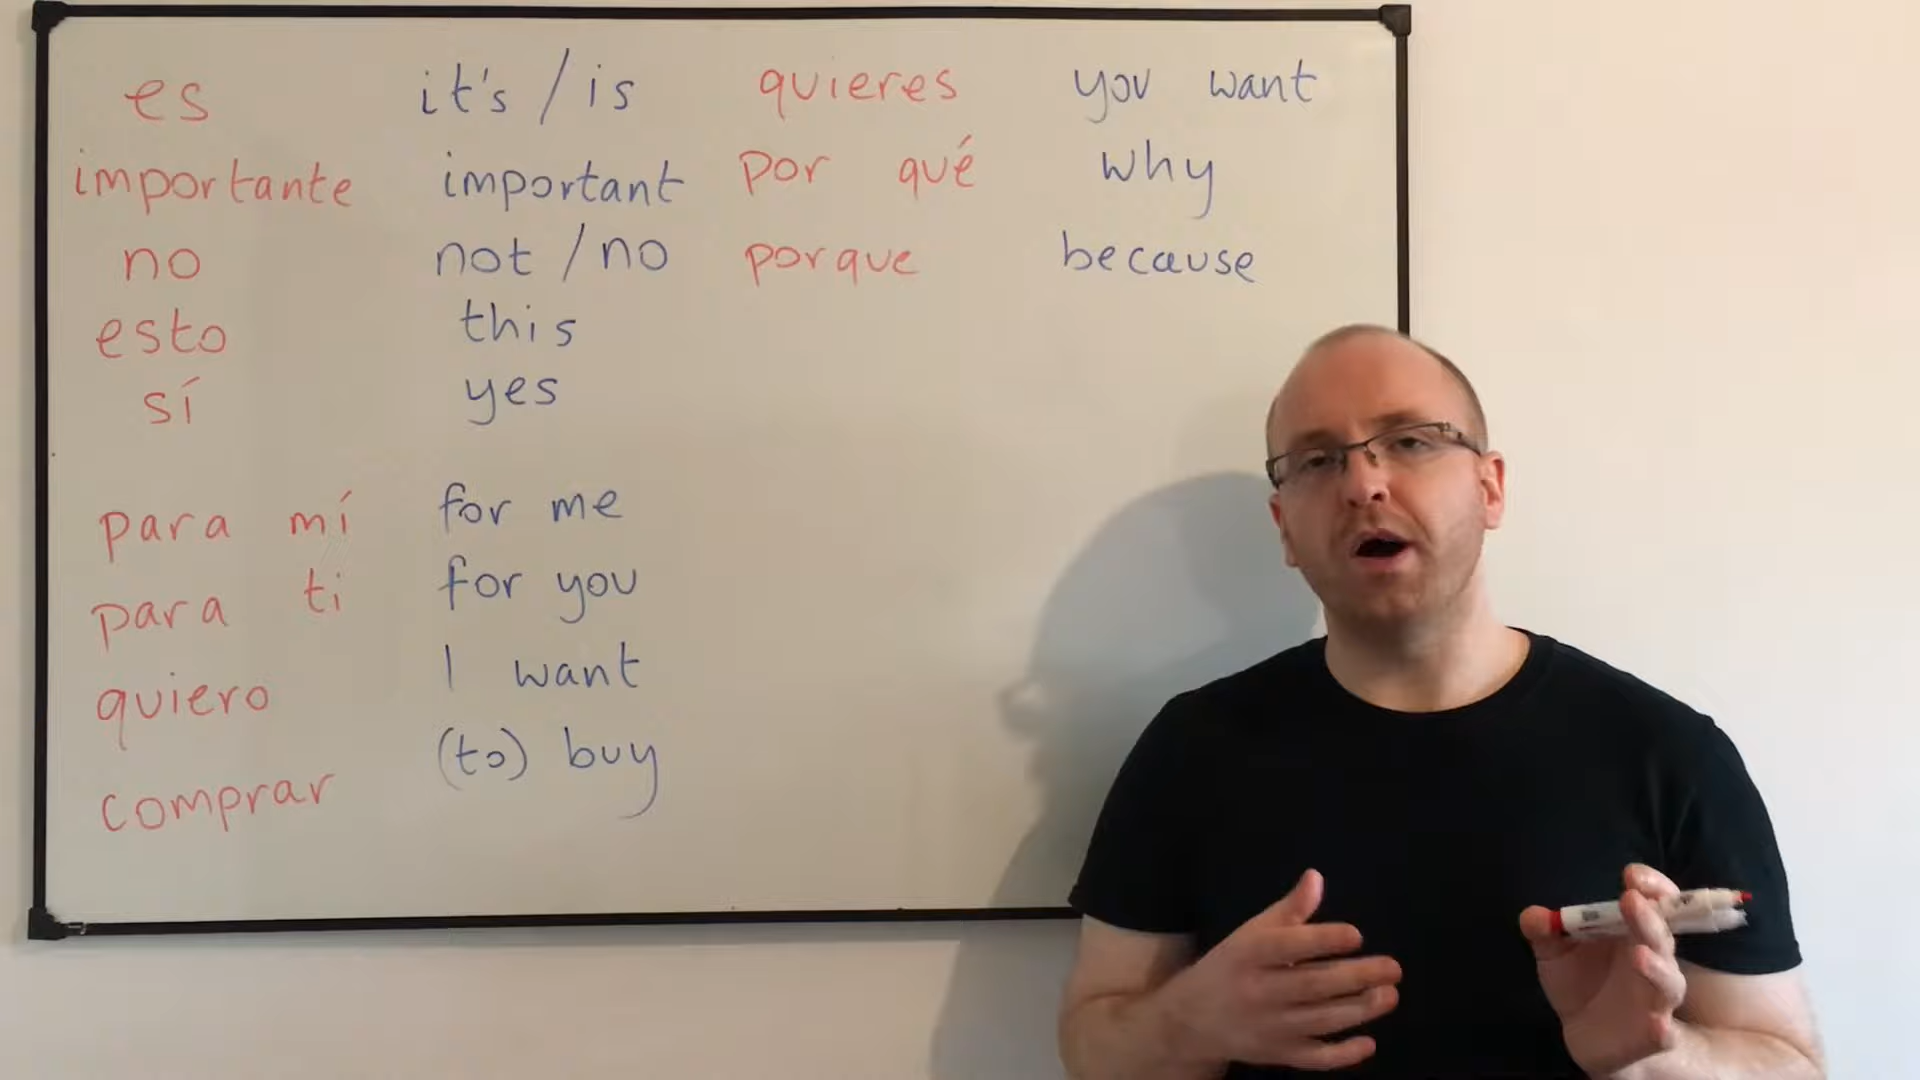 es it's / is quieres you want
importante important por qué why
no not / no porque because
esto this
sí yes
para mí for me
para ti for you
quiero I want
comprar (to) buy